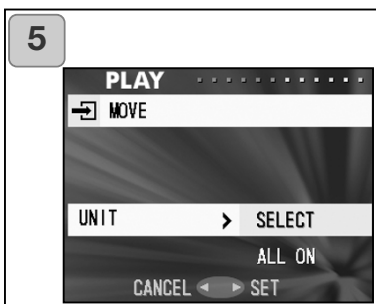 5
PLAY
MOVE
UNIT > SELECT
ALL ON
CANCEL ◄ ► SET